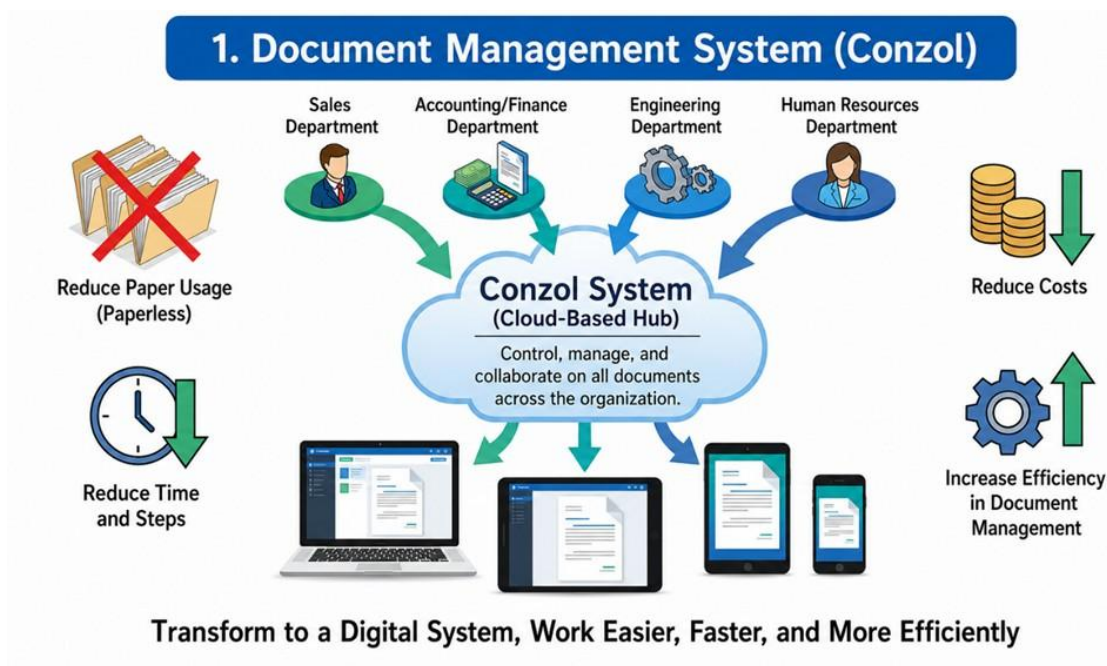 1. Document Management System (Conzol)
Sales
Department
Accounting/Finance
Department
Engineering
Department
Human Resources
Department
Reduce Paper Usage
(Paperless)
Reduce Time
and Steps
Conzol System
(Cloud-Based Hub)
Control, manage, and
collaborate on all documents
across the organization.
Reduce Costs
Increase Efficiency
in Document
Management
Transform to a Digital System, Work Easier, Faster, and More Efficiently